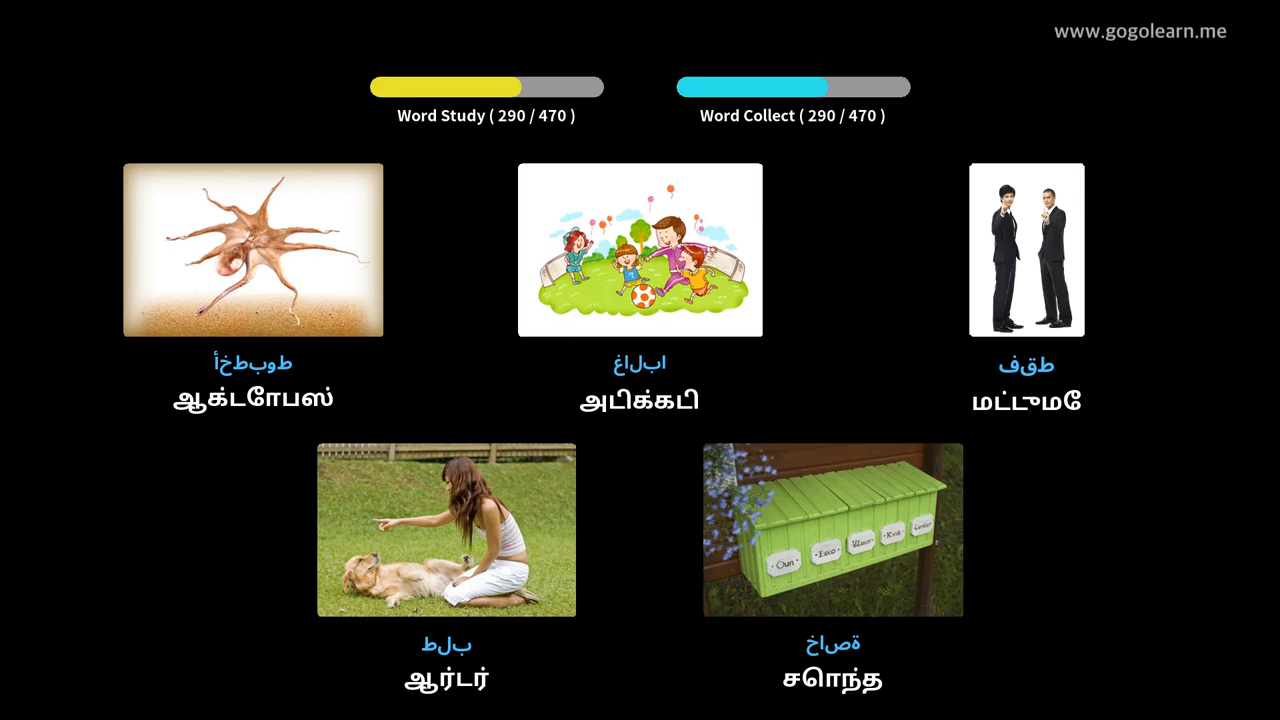 www.gogolearn.me
Word Study ( 290 / 470 )
Word Collect ( 290 / 470 )
أخطبوط
غالبا
فقط
ஆக்டோபஸ்
அடிக்கடி
மட்டுமே
طلب
خاصة
ஆர்டர்
சொந்த